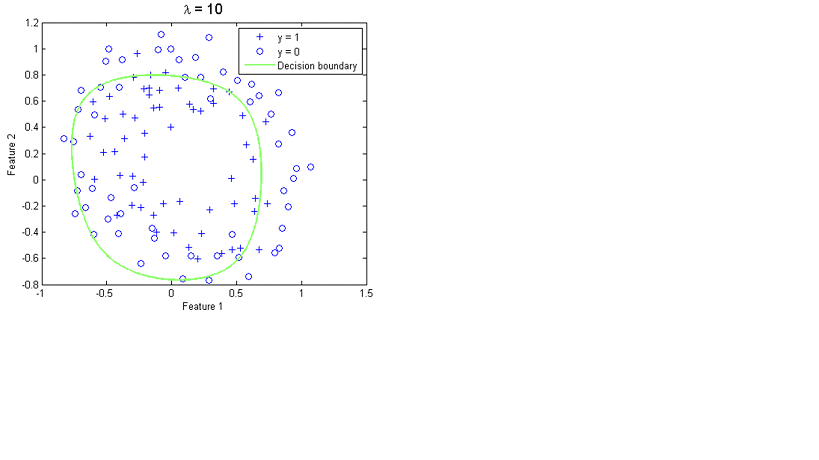 λ = 10
1.2
y = 1
1
y = 0
Decision boundary
0.8
0.6
0.4
0.2
0
-0.2
-0.4
-0.6
-0.8
Feature 2
-1
-0.5
0
0.5
1
1.5
Feature 1